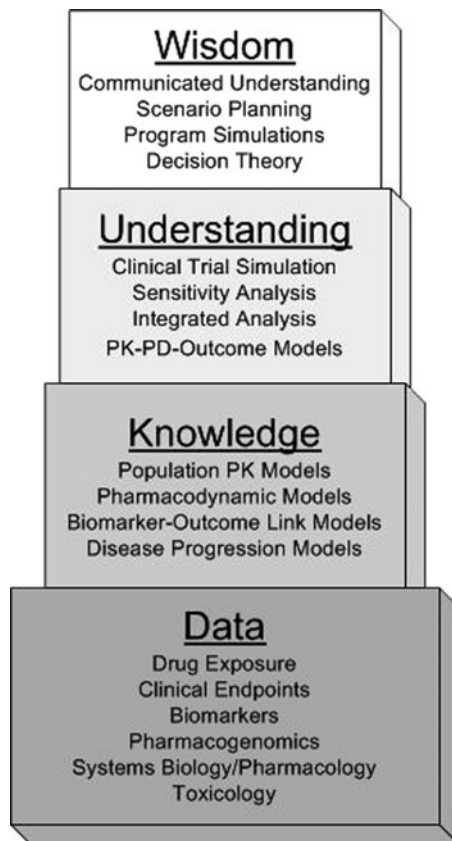 Wisdom
Communicated Understanding
Scenario Planning
Program Simulations
Decision Theory
Understanding
Clinical Trial Simulation
Sensitivity Analysis
Integrated Analysis
PK-PD-Outcome Models
Knowledge
Population PK Models
Pharmacodynamic Models
Biomarker-Outcome Link Models
Disease Progression Models
Data
Drug Exposure
Clinical Endpoints
Biomarkers
Pharmacogenomics
Systems Biology/Pharmacology
Toxicology